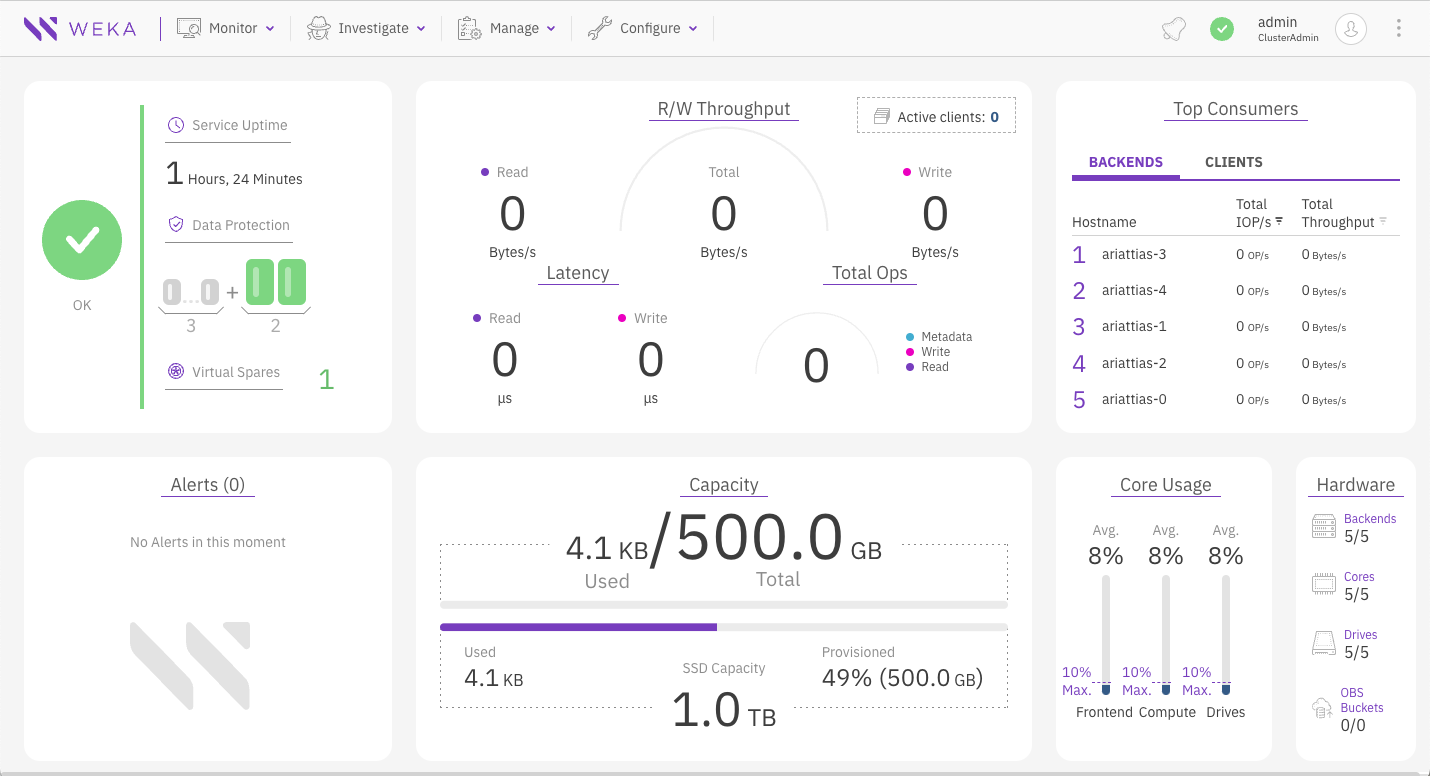 WEKA
Monitor
Investigate
Manage
Configure
admin
ClusterAdmin
Service Uptime
1 Hours, 24 Minutes
Data Protection
+
3
2
Virtual Spares
1
OK
R/W Throughput
Active clients: 0
Read
0
Bytes/s
Total
0
Bytes/s
Write
0
Bytes/s
Latency
Read
0
µs
Write
0
µs
Total Ops
0
Metadata
Write
Read
Top Consumers
BACKENDS CLIENTS
Hostname Total IOP/s Total Throughput
1 ariattias-3 0 OP/s 0 Bytes/s
2 ariattias-4 0 OP/s 0 Bytes/s
3 ariattias-1 0 OP/s 0 Bytes/s
4 ariattias-2 0 OP/s 0 Bytes/s
5 ariattias-0 0 OP/s 0 Bytes/s
Alerts (0)
No Alerts in this moment
Capacity
4.1 KB/500.0 GB
Used
Total
Used
4.1 KB
SSD Capacity
1.0 TB
Provisioned
49% (500.0 GB)
Core Usage
Avg.
8%
10%
Max.
Frontend
Avg.
8%
10%
Max.
Compute
Avg.
8%
10%
Max.
Drives
Hardware
Backends
5/5
Cores
5/5
Drives
5/5
OBS
Buckets
0/0